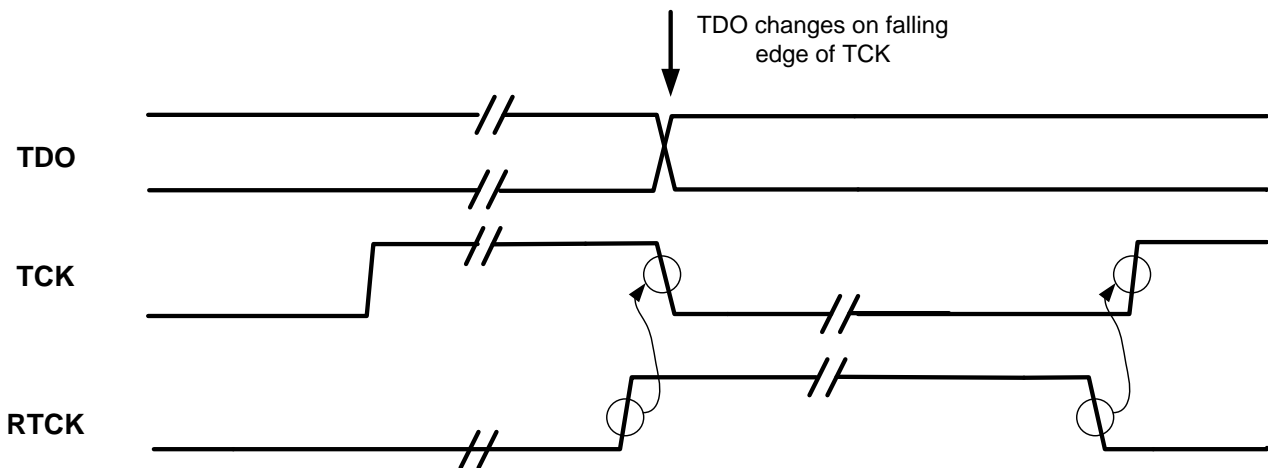 TDO changes on falling
edge of TCK
TDO
TCK
RTCK